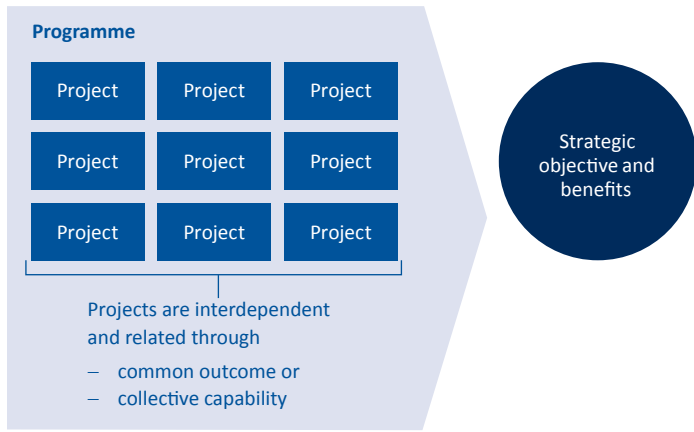 Programme
Project Project Project
Project Project Project
Project Project Project
Strategic
objective and
benefits
Projects are interdependent
and related through
– common outcome or
– collective capability